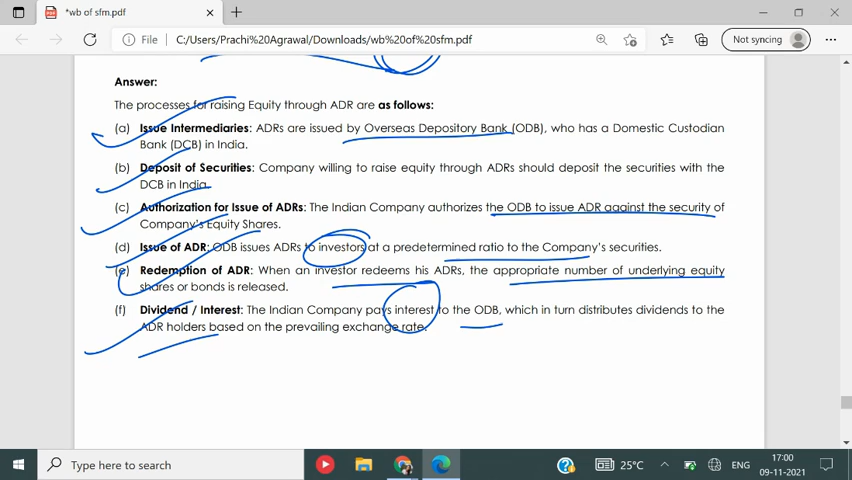 *wb of sfm.pdf
File
C:/Users/Prachi%20Agrawal/Downloads/wb%20of%20sfm.pdf
Not syncing
Answer:
The processes for raising Equity through ADR are as follows:
(a) Issue Intermediaries: ADRs are issued by Overseas Depository Bank (ODB), who has a Domestic Custodian
Bank (DCB) in India.
(b) Deposit of Securities: Company willing to raise equity through ADRs should deposit the securities with the
DCB in India.
(c) Authorization for Issue of ADRs: The Indian Company authorizes the ODB to issue ADR against the security of
Company's Equity Shares.
(d) Issue of ADR: ODB issues ADRs to investors at a predetermined ratio to the Company's securities.
(e) Redemption of ADR: When an investor redeems his ADRs, the appropriate number of underlying equity
shares or bonds is released.
(f) Dividend / Interest: The Indian Company pays interest to the ODB, which in turn distributes dividends to the
ADR holders based on the prevailing exchange rate.
Type here to search
25°C
ENG
17:00
09-11-2021